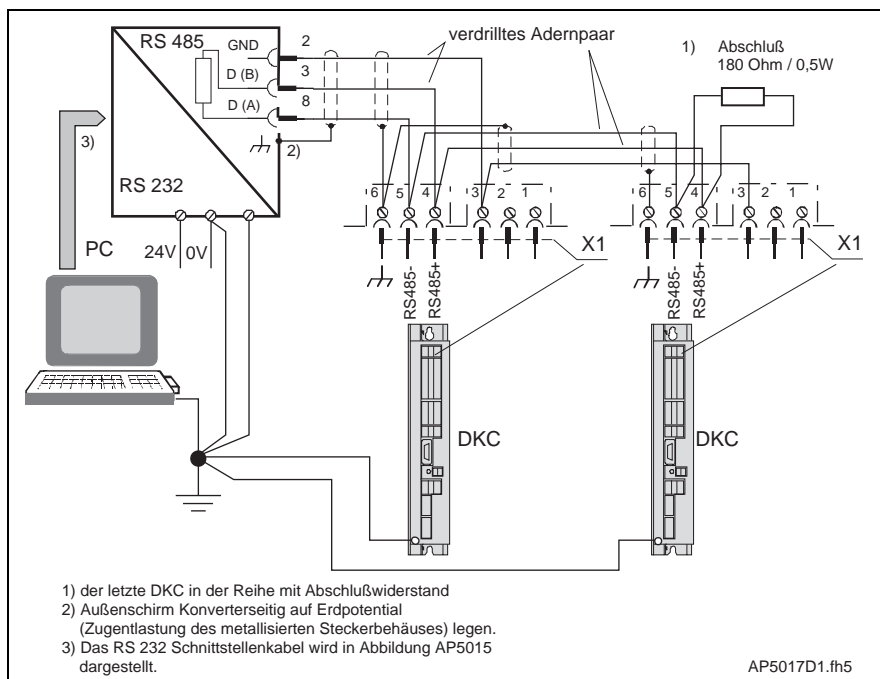 RS 485
GND
2
D (B)
3
D (A)
8
2)
3)
RS 232
PC
24V
0V
verdrilltes Adernpaar
1) Abschluß
180 Ohm / 0,5W
6 5 4 3 2 1
6 5 4 3 2 1
X1
X1
RS485-
RS485+
RS485-
RS485+
DKC
DKC
1) der letzte DKC in der Reihe mit Abschlußwiderstand
2) Außenschirm Konverterseitig auf Erdpotential
(Zugentlastung des metallisierten Steckerbehäuses) legen.
3) Das RS 232 Schnittstellenkabel wird in Abbildung AP5015
dargestellt.
AP5017D1.fh5